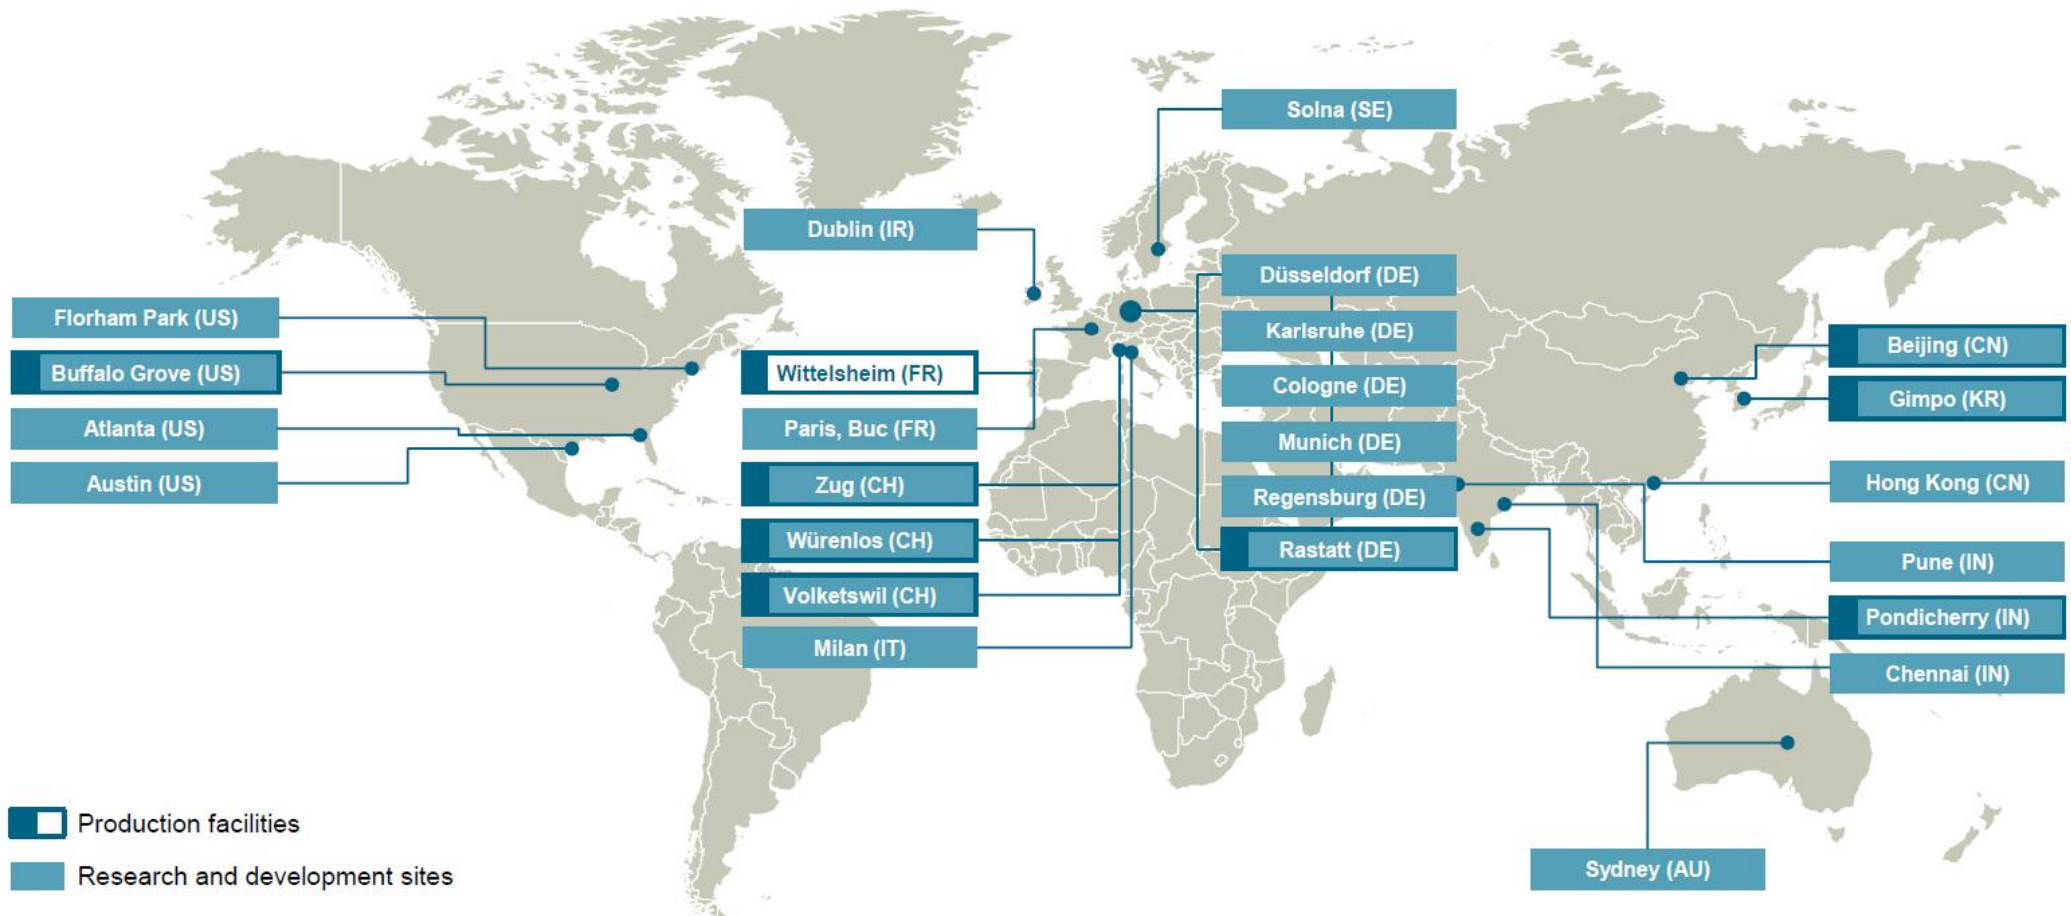 Solna (SE)
Dublin (IR)
Düsseldorf (DE)
Florham Park (US)
Karlsruhe (DE)
Beijing (CN)
Buffalo Grove (US)
Wittelsheim (FR)
Cologne (DE)
Gimpo (KR)
Atlanta (US)
Paris, Buc (FR)
Munich (DE)
Austin (US)
Zug (CH)
Regensburg (DE)
Hong Kong (CN)
Würenlos (CH)
Rastatt (DE)
Pune (IN)
Volketswil (CH)
Pondicherry (IN)
Milan (IT)
Chennai (IN)
Production facilities
Sydney (AU)
Research and development sites